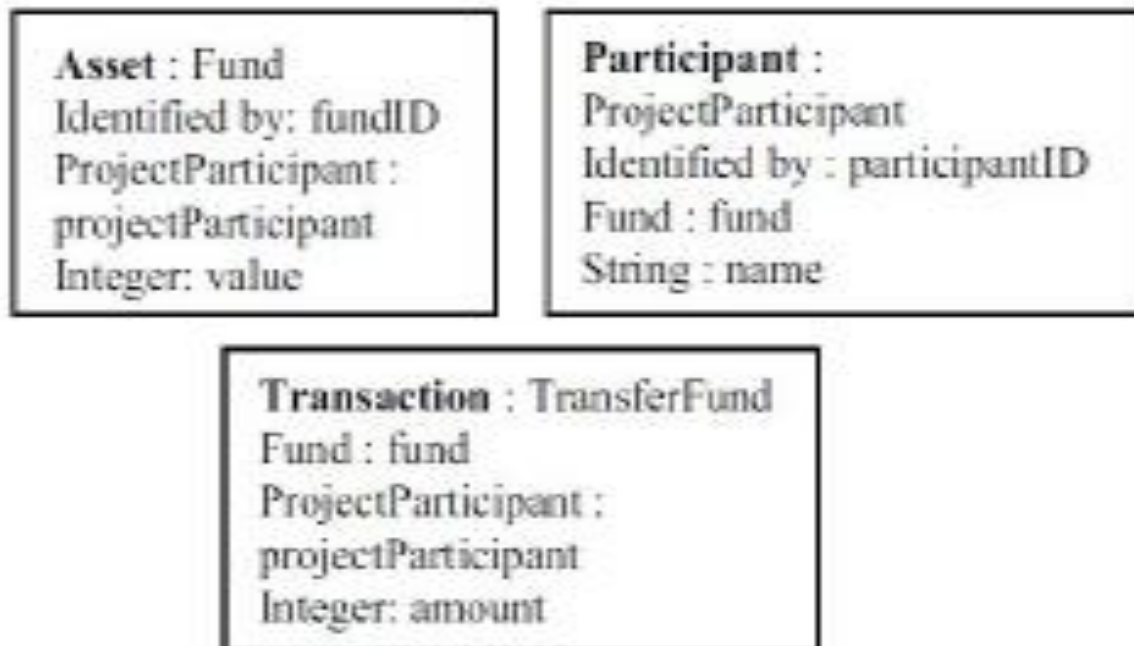 Asset : Fund
Identified by: fundID
ProjectParticipant :
projectParticipant
Integer: value
Participant :
ProjectParticipant
Identified by : participantID
Fund : fund
String : name
Transaction : TransferFund
Fund : fund
ProjectParticipant :
projectParticipant
Integer: amount